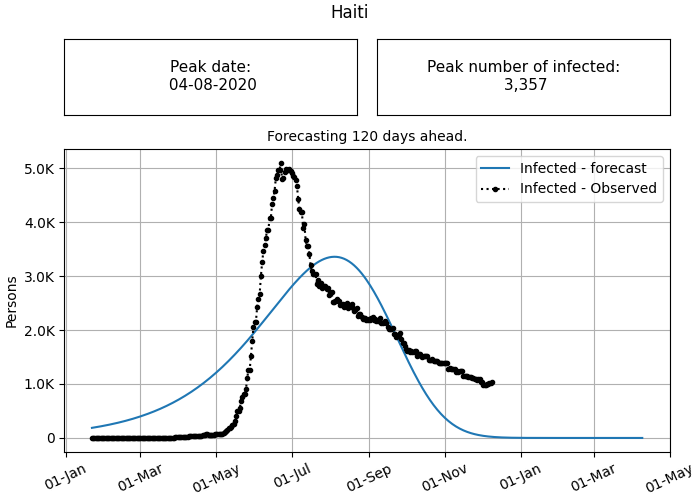 Haiti
Peak date:
04-08-2020
Peak number of infected:
3,357
Forecasting 120 days ahead.
Infected - forecast
Infected - Observed
Persons
5.0K
4.0K
3.0K
2.0K
1.0K
0
01-Jan
01-Mar
01-May
01-Jul
01-Sep
01-Nov
01-Jan
01-Mar
01-May